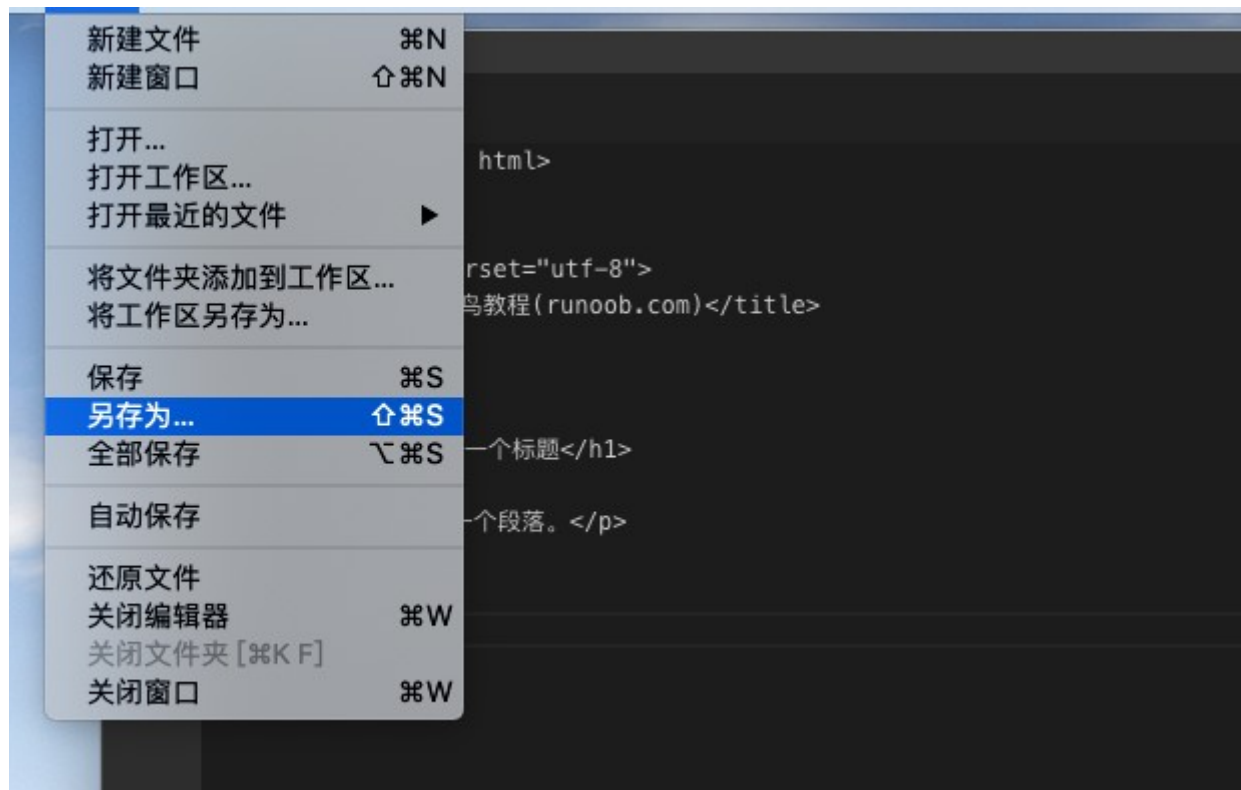 新建文件 ⌘N
新建窗口 ⇧⌘N
打开...
打开工作区...
打开最近的文件 ▶
将文件夹添加到工作区...
将工作区另存为...
保存 ⌘S
另存为... ⇧⌘S
全部保存 ⌥⌘S
自动保存
还原文件
关闭编辑器 ⌘W
关闭文件夹 [⌘K F]
关闭窗口 ⌘W
html>
rset="utf-8">
鸟教程(runoob.com)</title>
一个标题</h1>
一个段落。</p>